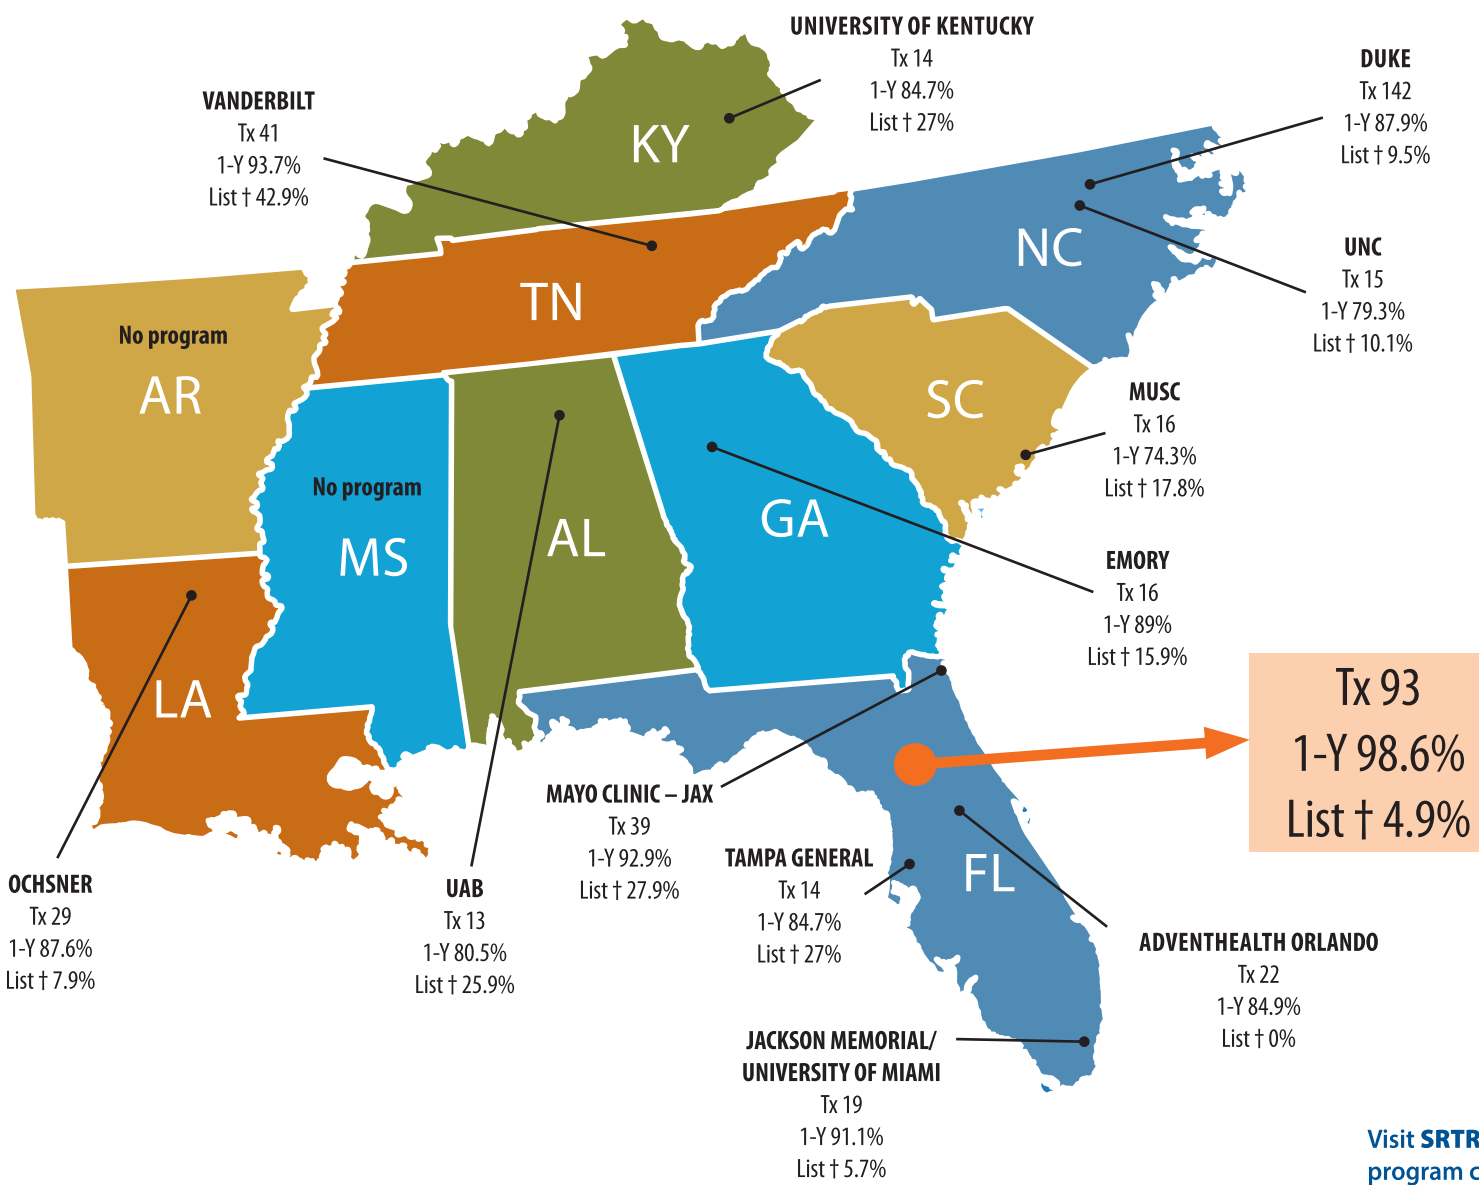 UNIVERSITY OF KENTUCKY
Tx 14
1-Y 84.7%
List † 27%
DUKE
Tx 142
1-Y 87.9%
List † 9.5%
VANDERBILT
Tx 41
1-Y 93.7%
List † 42.9%
KY
NC
UNC
Tx 15
1-Y 79.3%
List † 10.1%
TN
No program
AR
SC
MUSC
Tx 16
1-Y 74.3%
List † 17.8%
No program
MS
AL
GA
EMORY
Tx 16
1-Y 89%
List † 15.9%
LA
Tx 93
1-Y 98.6%
List † 4.9%
MAYO CLINIC – JAX
Tx 39
1-Y 92.9%
List † 27.9%
TAMPA GENERAL
Tx 14
1-Y 84.7%
List † 27%
FL
OCHSNER
Tx 29
1-Y 87.6%
List † 7.9%
UAB
Tx 13
1-Y 80.5%
List † 25.9%
ADVENTHEALTH ORLANDO
Tx 22
1-Y 84.9%
List † 0%
JACKSON MEMORIAL/
UNIVERSITY OF MIAMI
Tx 19
1-Y 91.1%
List † 5.7%
Visit SRTR
program c